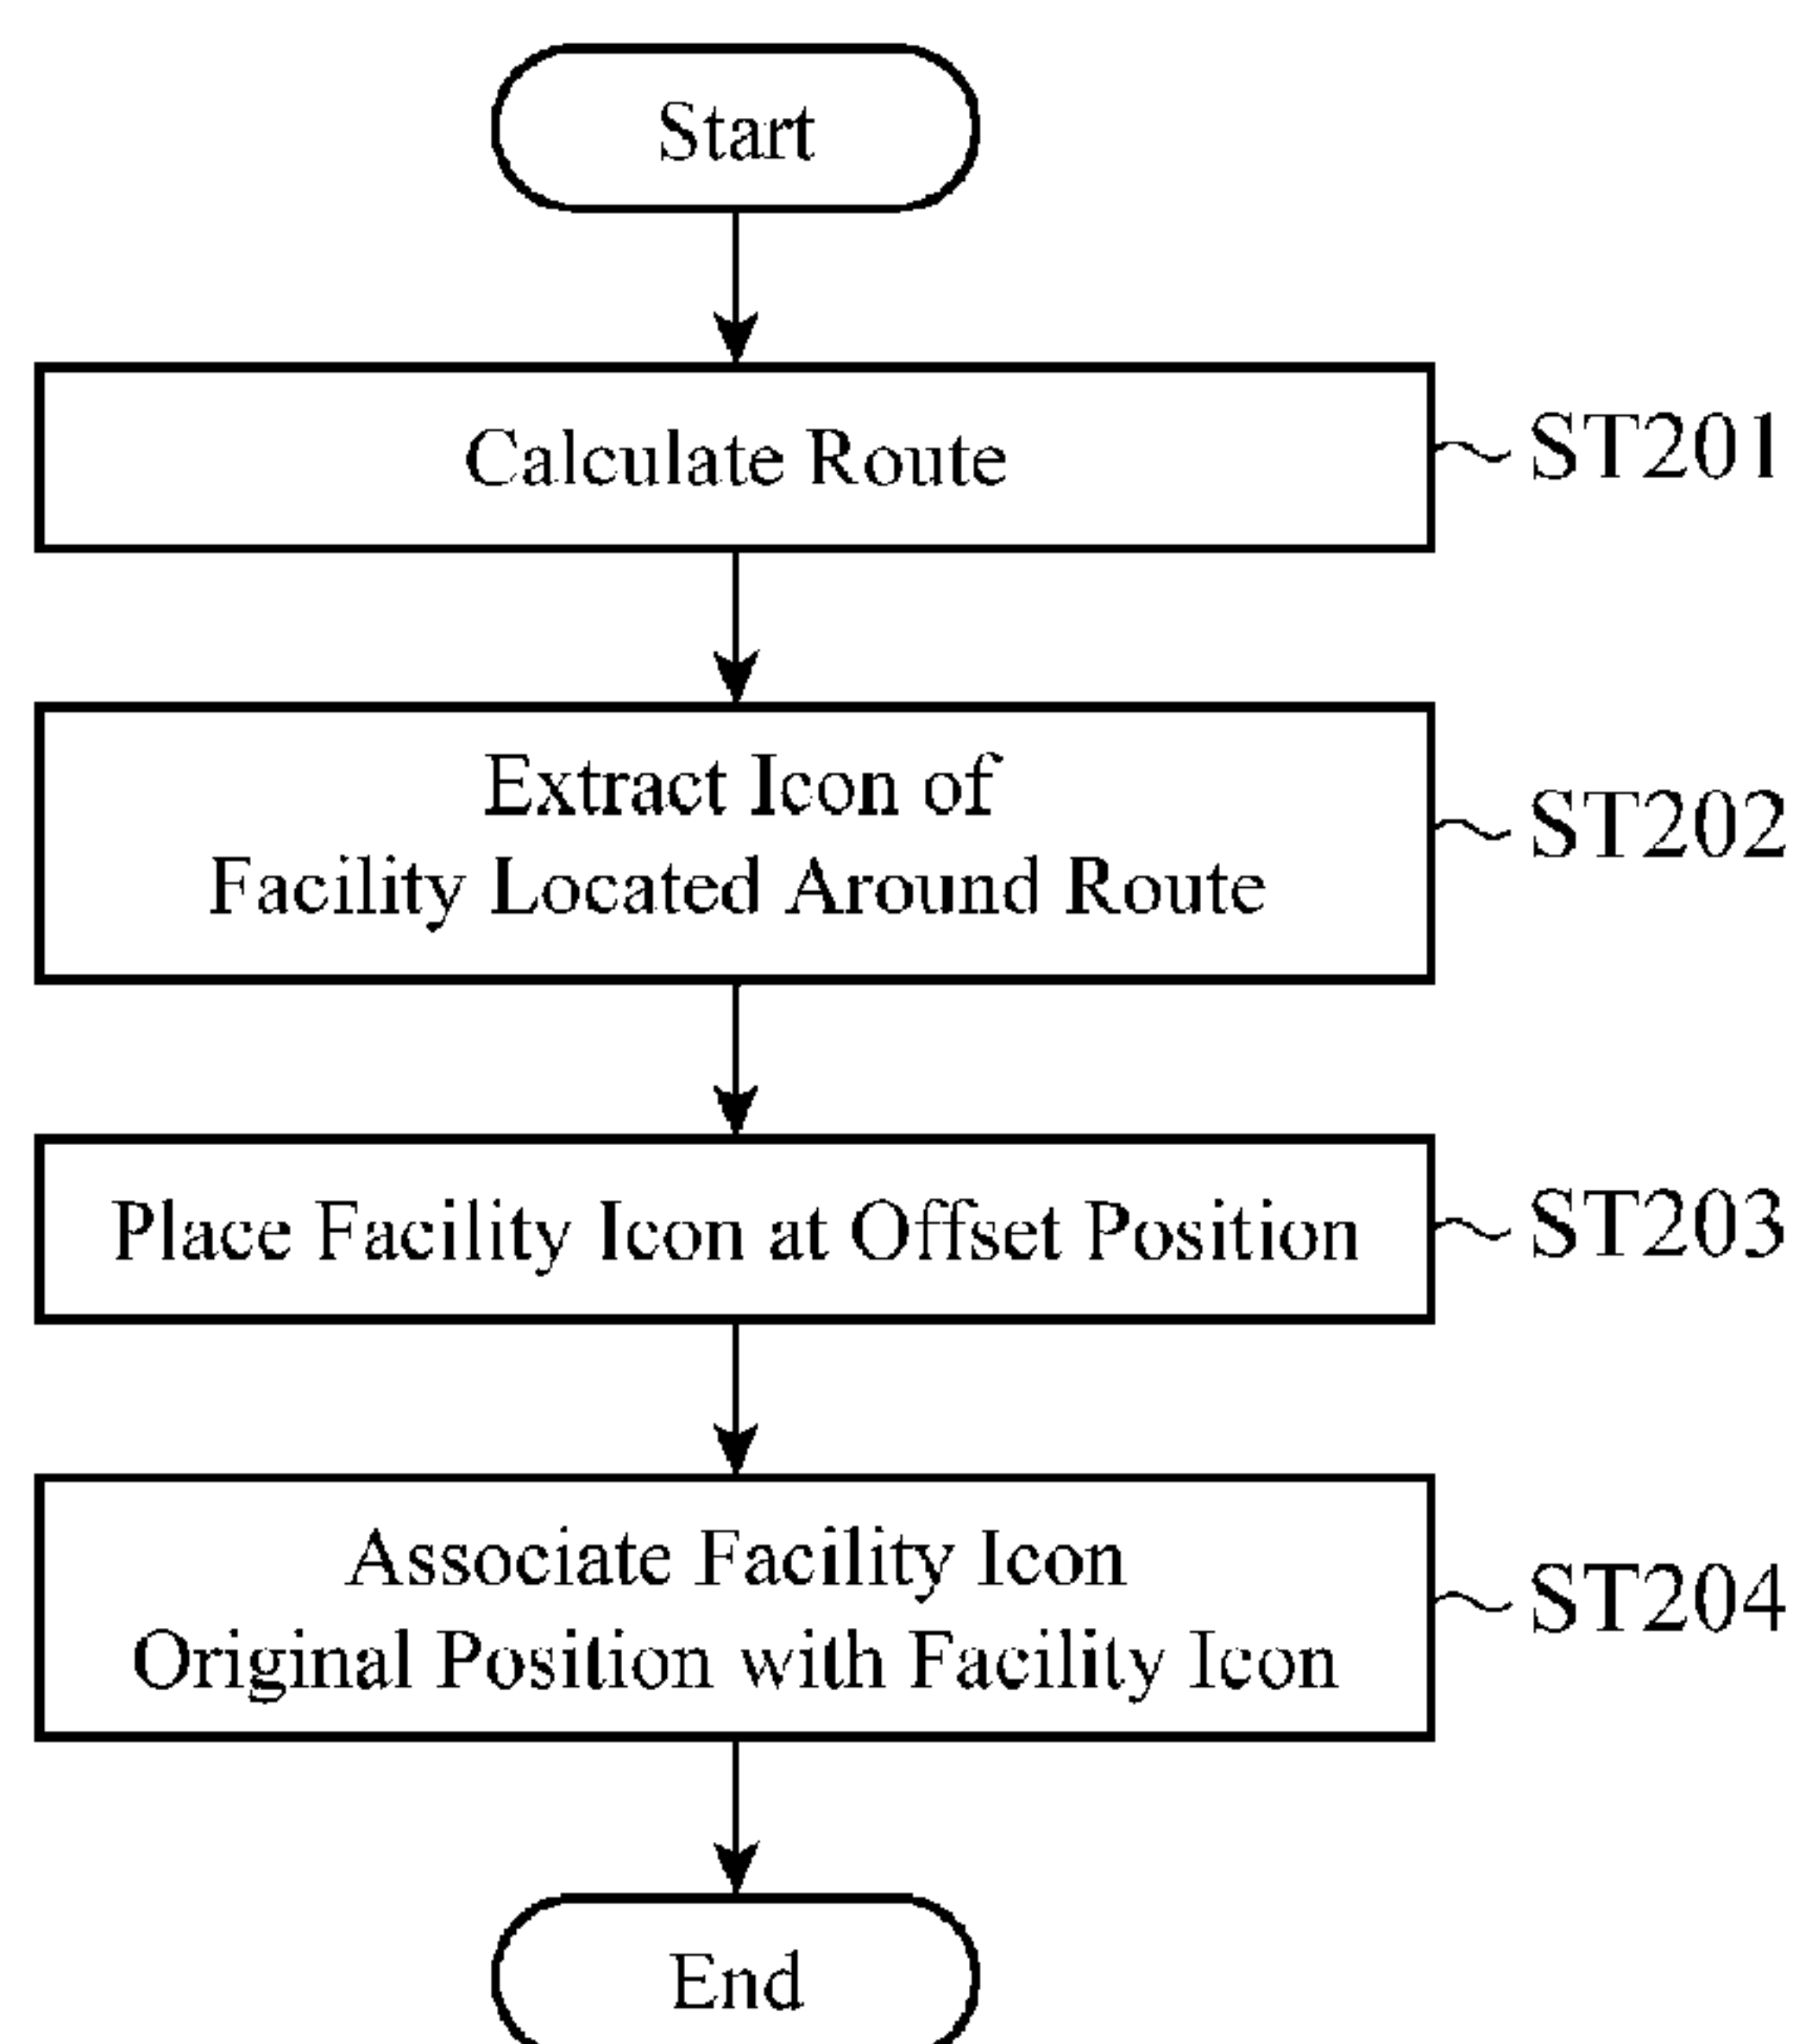 Start
Calculate Route
ST201
Extract Icon of
Facility Located Around Route
ST202
Place Facility Icon at Offset Position
ST203
Associate Facility Icon
Original Position with Facility Icon
ST204
End